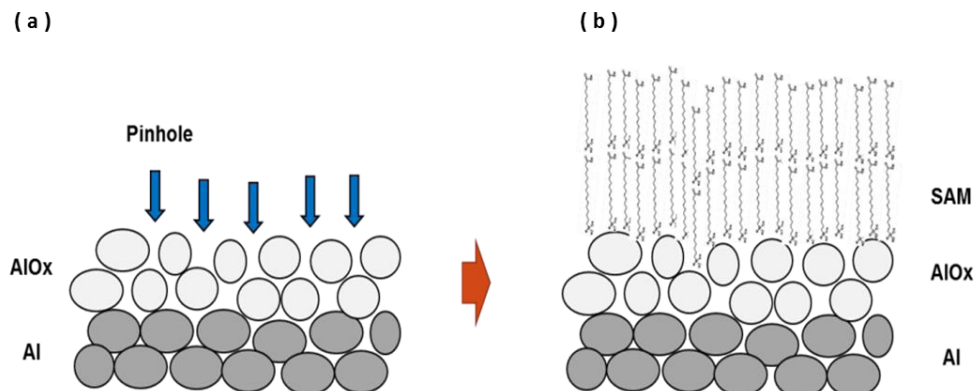 ( a )
( b )
Pinhole
SAM
AlOx
AlOx
Al
Al